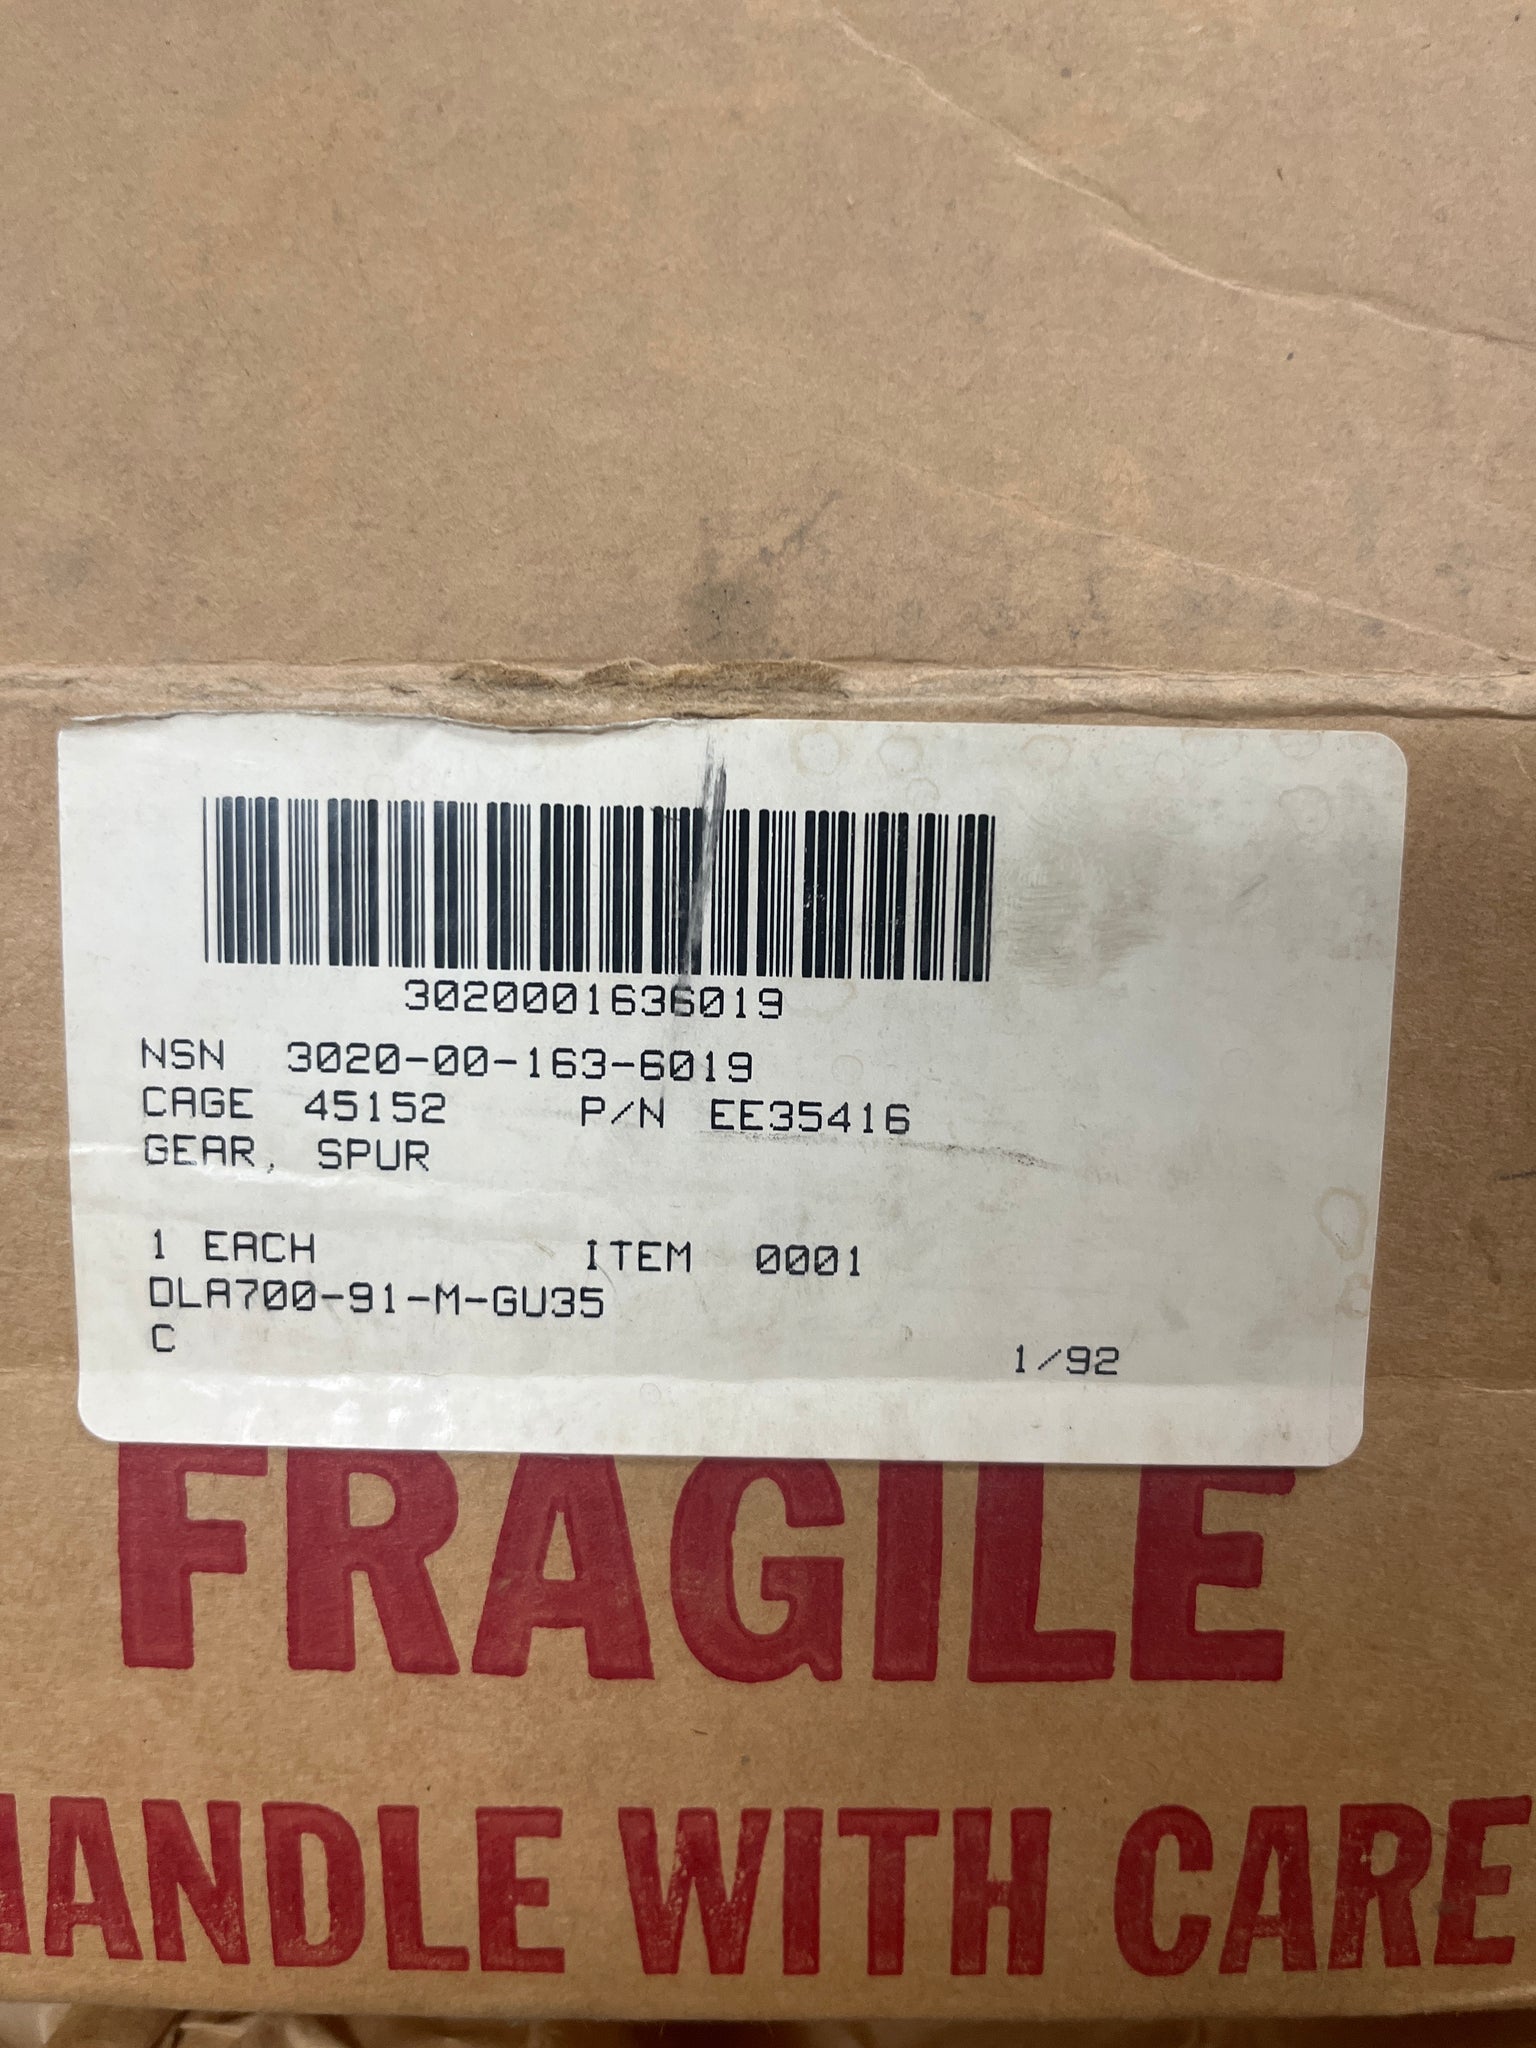 3020001636019
NSN 3020-00-163-6019
CAGE 45152 P/N EE35416
GEAR, SPUR
1 EACH ITEM 0001
DLA700-91-M-GU35
C
1/92
FRAGILE
HANDLE WITH CARE